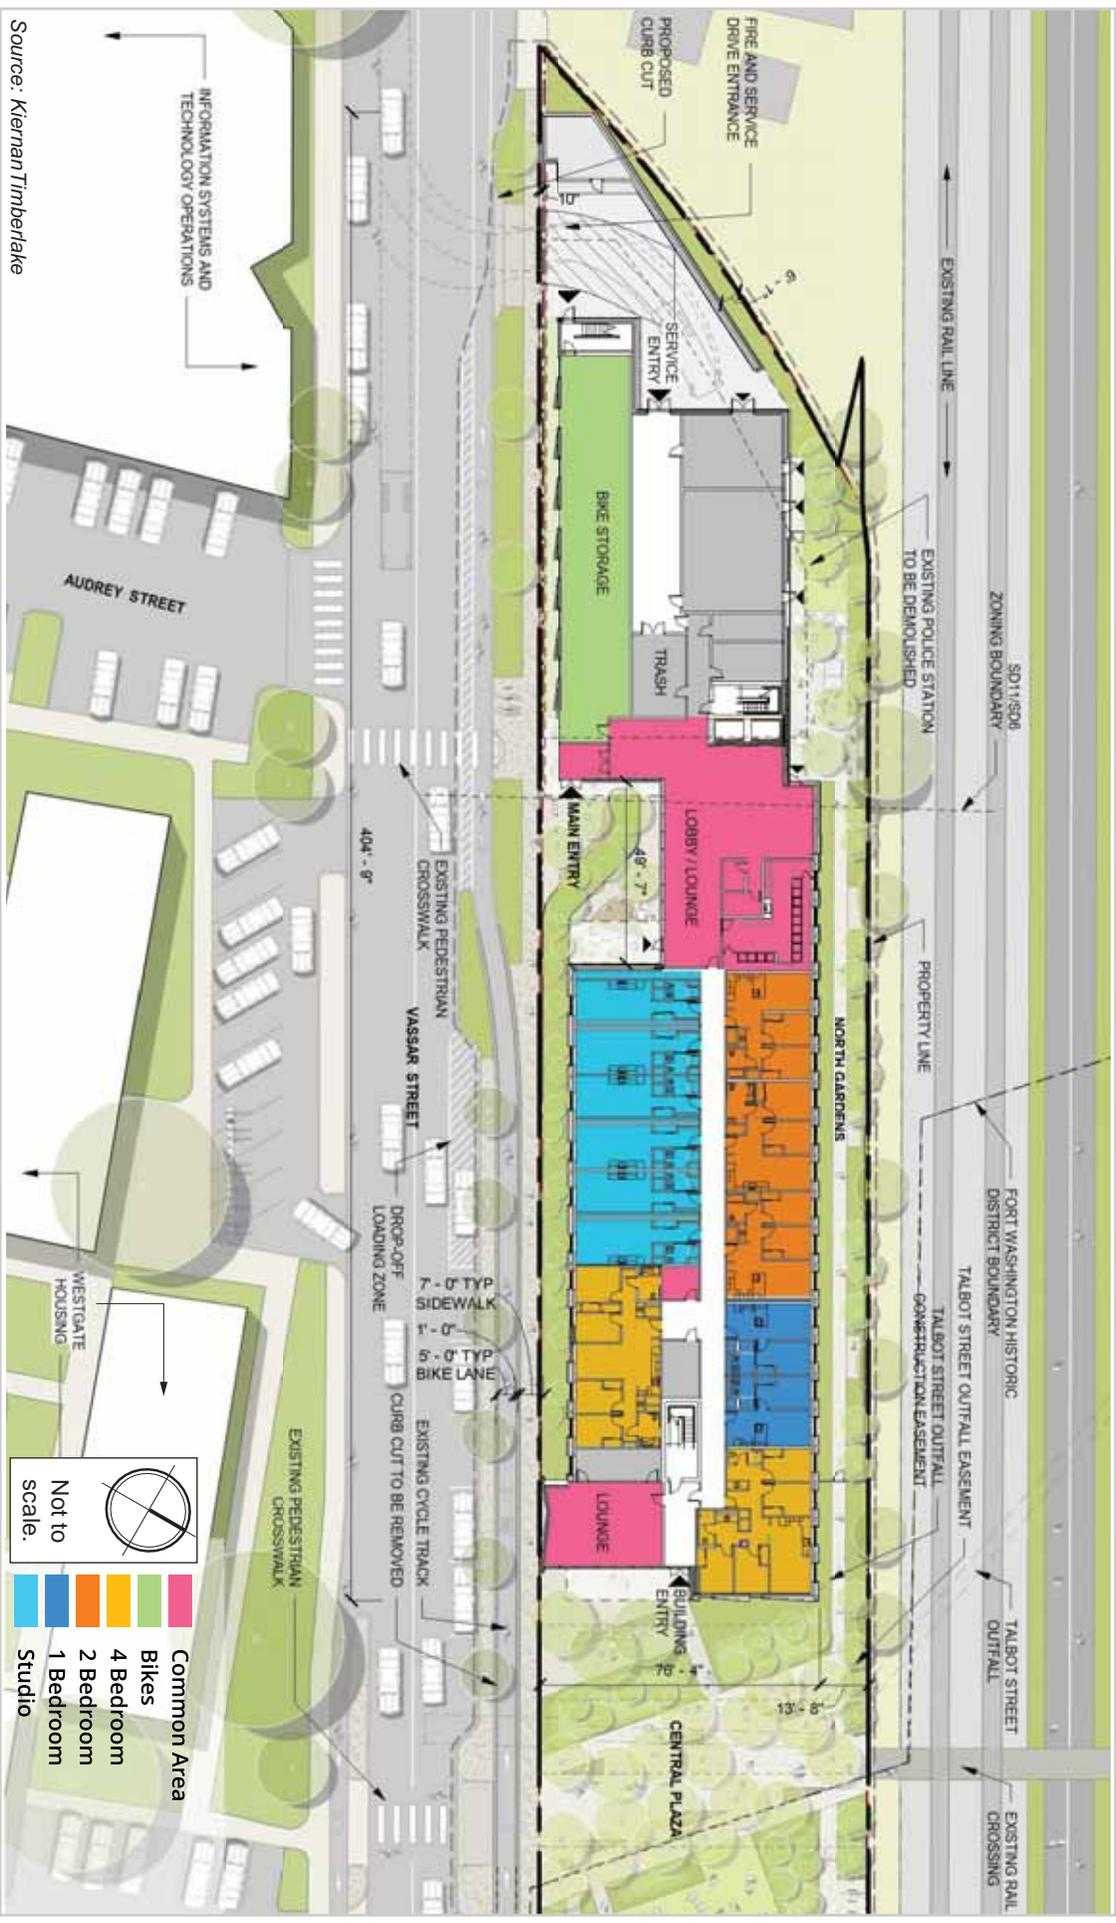 FIRE AND SERVICE
DRIVE ENTRANCE
PROPOSED
CURB CUT
INFORMATION SYSTEMS AND
TECHNOLOGY OPERATIONS
Source: KiernanTimberlake
EXISTING RAIL LINE
SD11/SD6
ZONING BOUNDARY
EXISTING POLICE STATION
TO BE DEMOLISHED
PROPERTY LINE
FORT WASHINGTON HISTORIC
DISTRICT BOUNDARY
TALBOT STREET OUTFALL EASEMENT
TALBOT STREET OUTFALL
CONSTRUCTION EASEMENT
TALBOT STREET
OUTFALL
EXISTING RAIL
CROSSING
10"
SERVICE
ENTRY
BIKE STORAGE
TRASH
LOBBY / LOUNGE
MAIN ENTRY
49' - 7"
NORTH GARDENS
LOUNGE
BUILDING
ENTRY
76' - 4"
13' - 8"
CENTRAL PLAZA
404' - 9"
EXISTING PEDESTRIAN
CROSSWALK
VASSAR STREET
DROP-OFF
LOADING ZONE
7' - 0" TYP
SIDEWALK
1' - 0"
5' - 0" TYP
BIKE LANE
EXISTING CYCLE TRACK
CURB CUT TO BE REMOVED
EXISTING PEDESTRIAN
CROSSWALK
AUDREY STREET
WESTGATE
HOUSING
Not to
scale.
Common Area
Bikes
4 Bedroom
2 Bedroom
1 Bedroom
Studio